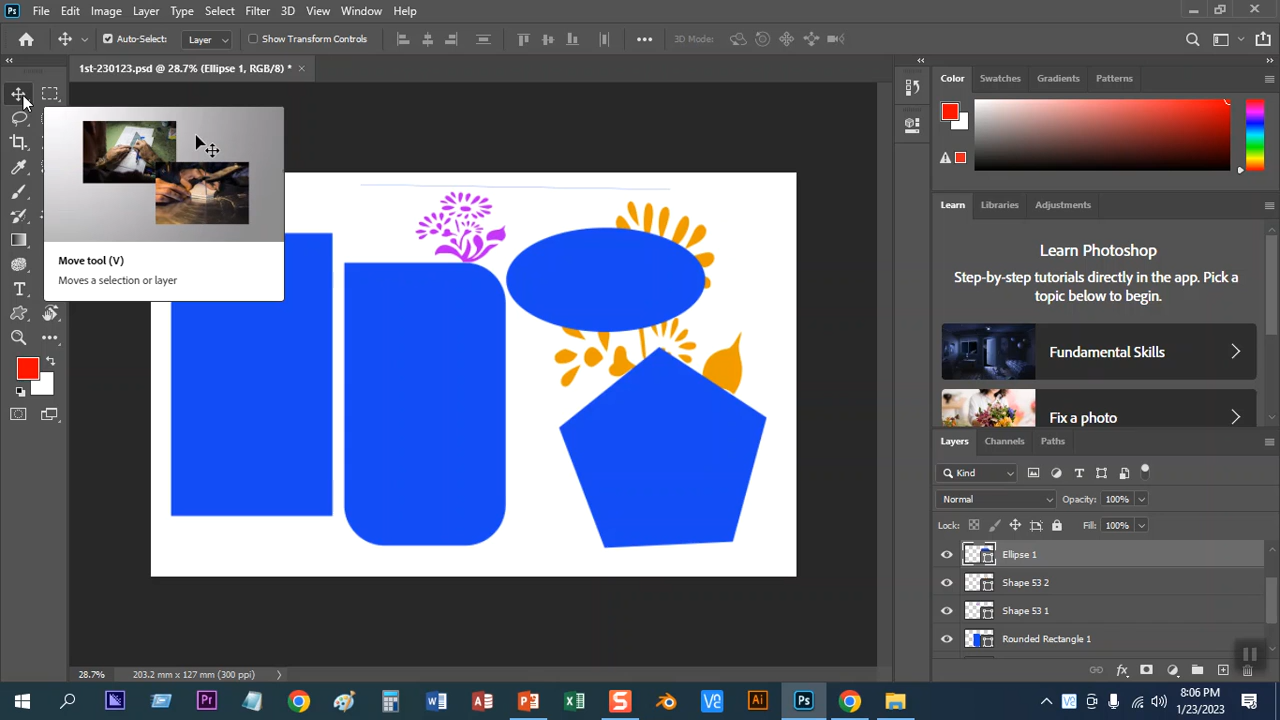 Ps File Edit Image Layer Type Select Filter 3D View Window Help
Auto-Select: Layer Show Transform Controls 3D Mode:
1st-230123.psd @ 28.7% (Ellipse 1, RGB/8) *
Color Swatches Gradients Patterns
Move tool (V)
Moves a selection or layer
T
Learn Libraries Adjustments
Learn Photoshop
Step-by-step tutorials directly in the app. Pick a
topic below to begin.
Fundamental Skills
Fix a photo
Layers Channels Paths
Kind T
Normal Opacity: 100%
Lock: Fill: 100%
Ellipse 1
Shape 53 2
Shape 53 1
Rounded Rectangle 1
fx
28.7% 203.2 mm x 127 mm (300 ppi)
Pr W A P X S Ai Ps
8:06 PM
1/23/2023